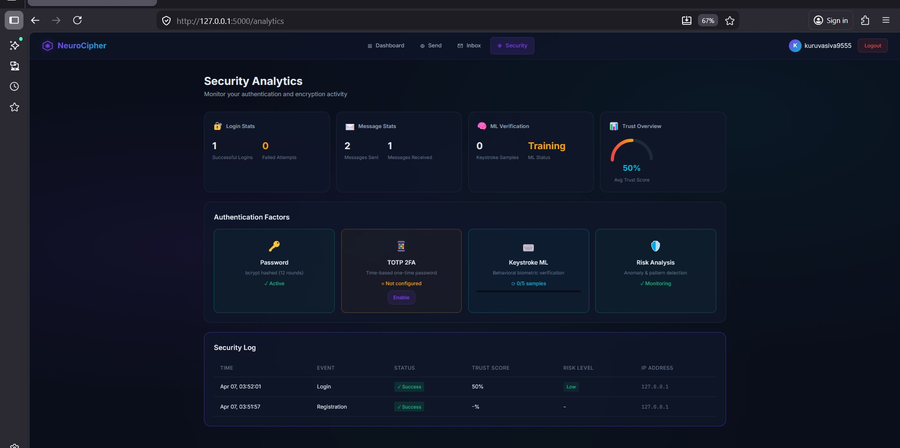 http://127.0.0.1:5000/analytics
67%
Sign in
NeuroCipher
Dashboard
Send
Inbox
Security
K
kuruvasiva9555
Logout
Security Analytics
Monitor your authentication and encryption activity
Login Stats
1
0
Successful Logins
Failed Attempts
Message Stats
2
1
Messages Sent
Messages Received
ML Verification
0
Training
Keystroke Samples
ML Status
Trust Overview
50%
Avg Trust Score
Authentication Factors
Password
bcrypt hashed (12 rounds)
✓ Active
TOTP 2FA
Time-based one-time password
Not configured
Enable
Keystroke ML
Behavioral biometric verification
0/5 samples
Risk Analysis
Anomaly & pattern detection
✓ Monitoring
Security Log
TIME EVENT STATUS TRUST SCORE RISK LEVEL IP ADDRESS
Apr 07, 03:52:01 Login ✓ Success 50% Low 127.0.0.1
Apr 07, 03:51:57 Registration ✓ Success -% - 127.0.0.1